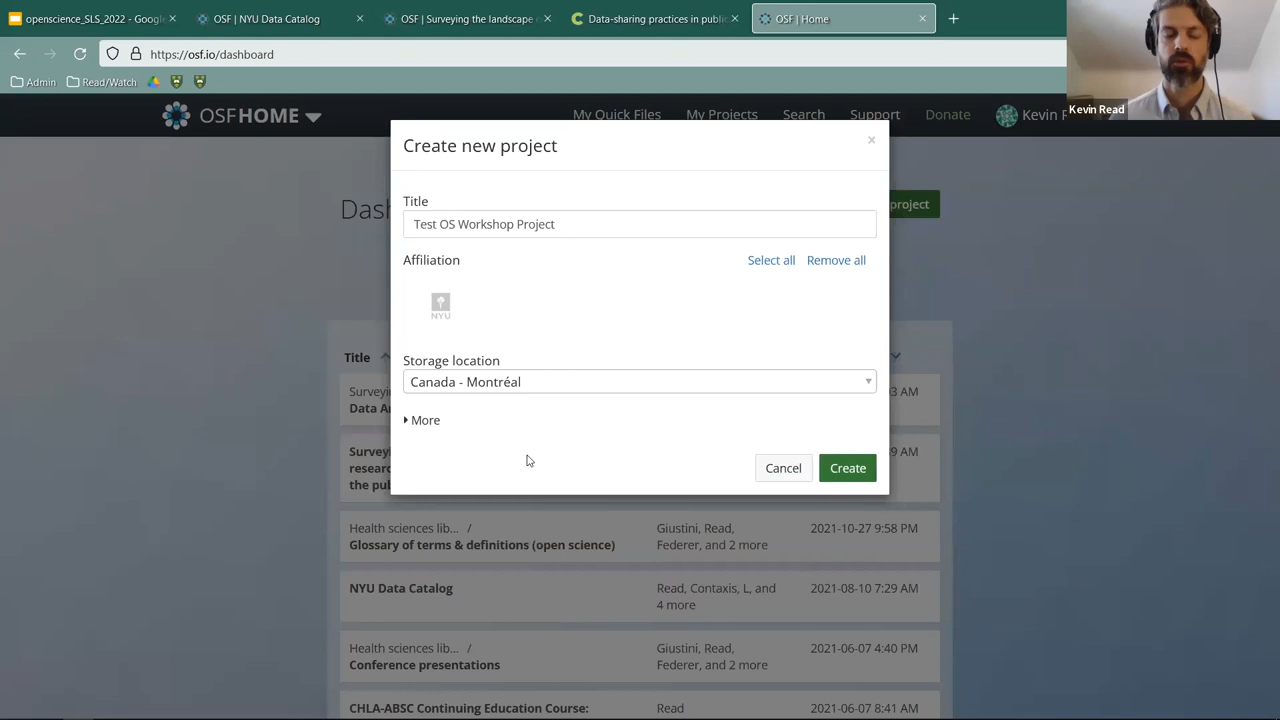 openscience_SLS_2022 - Google
OSF | NYU Data Catalog
OSF | Surveying the landscape
Data-sharing practices in public
OSF | Home
https://osf.io/dashboard
Admin
Read/Watch
Kevin Read
OSFHOME
My Quick Files
My Projects
Search
Support
Donate
Kevin
Create new project
Title
Test OS Workshop Project
project
Affiliation
Select all
Remove all
NYU
Storage location
Canada - Montréal
More
Cancel
Create
Title
Data
the
Health sciences lib... /
Glossary of terms & definitions (open science)
Giustini, Read,
Federer, and 2 more
2021-10-27 9:58 PM
NYU Data Catalog
Read, Contaxis, L, and
4 more
2021-08-10 7:29 AM
Health sciences lib... /
Conference presentations
Giustini, Read,
Federer, and 2 more
2021-06-07 4:40 PM
CHLA-ABSC Continuing Education Course:
Read
2021-06-07 8:41 AM